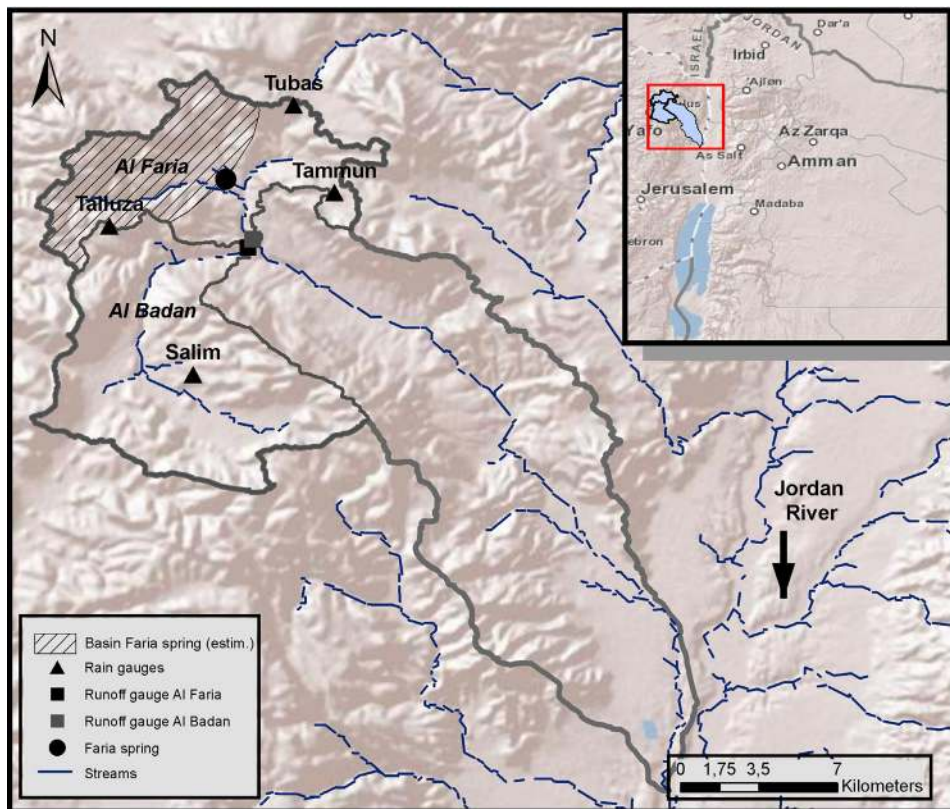 N
Tubas
Al Faria
Tammun
Talluza
Al Badan
Salim
Jordan
River
ISRAEL
JORDAN
Dar'a
Irbid
'Ajlon
Yafo
As Salt
Az Zarqa
Amman
Jerusalem
Madaba
ebron
Basin Faria spring (estim.)
Rain gauges
Runoff gauge Al Faria
Runoff gauge Al Badan
Faria spring
Streams
0 1,75 3,5 7
Kilometers